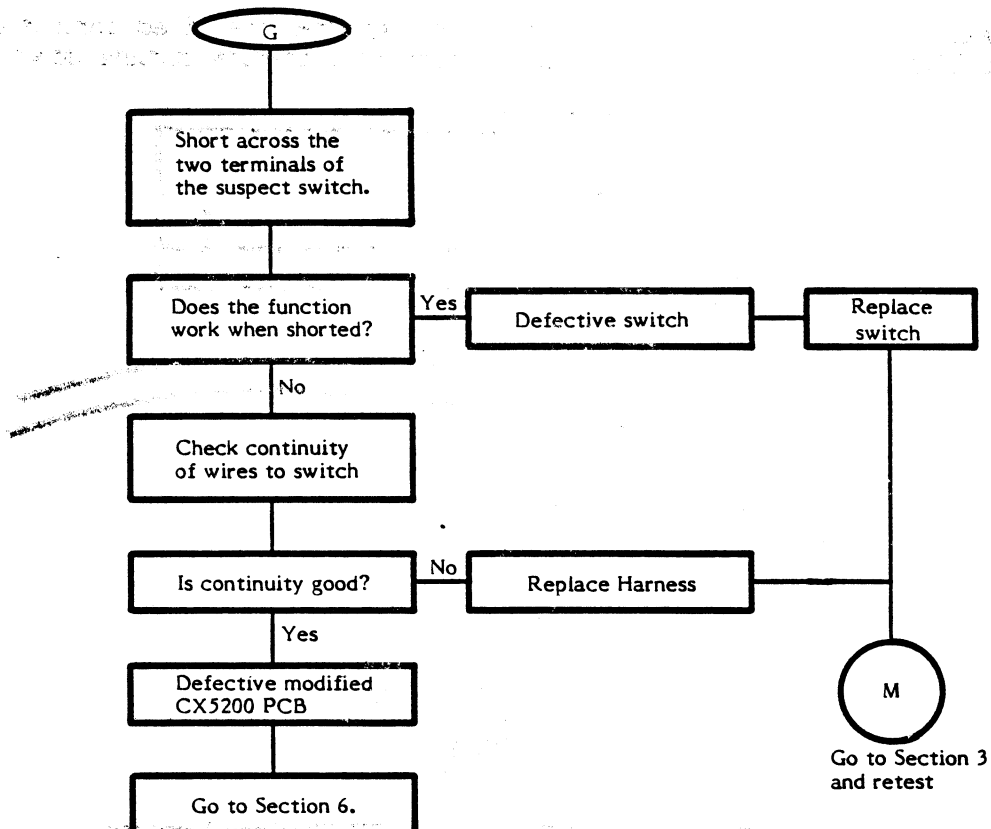 G
Short across the
two terminals of
the suspect switch.
Does the function
work when shorted?
Yes
Defective switch
Replace
switch
No
Check continuity
of wires to switch
Is continuity good?
No
Replace Harness
Yes
Defective modified
CX5200 PCB
M
Go to Section 3
and retest
Go to Section 6.